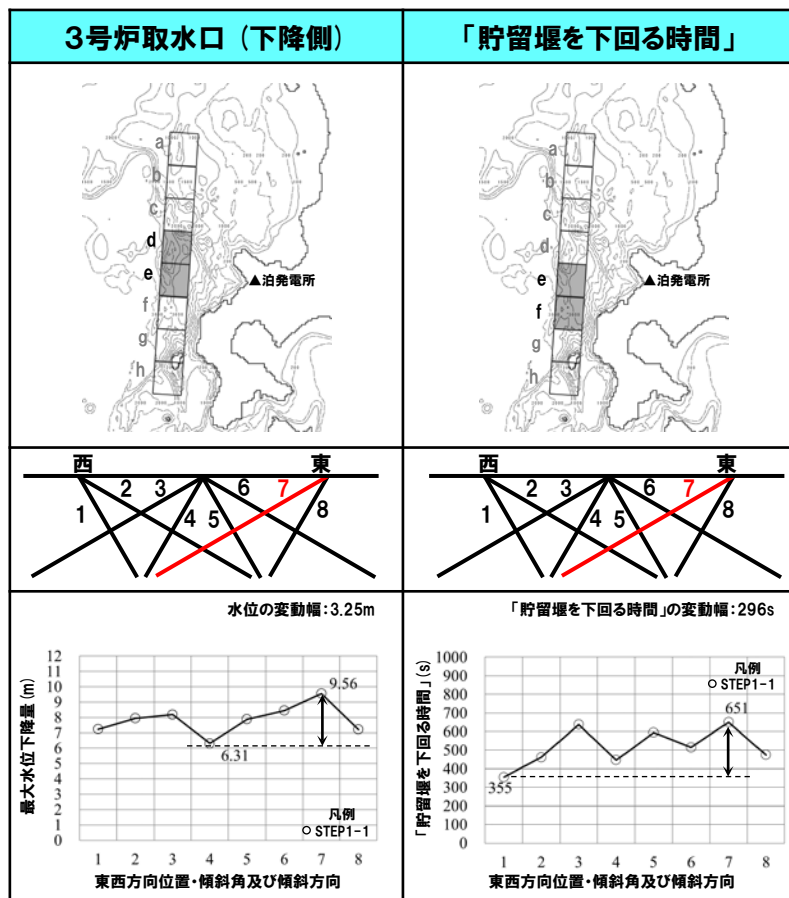 3号炉取水口（下降側）
「貯留堰を下回る時間」
a
b
c
d
e
f
g
h
▲泊発電所
a
b
c
d
e
f
g
h
▲泊発電所
西 東
1 2 3 4 5 6 7 8
西 東
1 2 3 4 5 6 7 8
水位の変動幅:3.25m
最大水位下降量(m)
12
11
10
9
8
7
6
5
4
3
2
1
0
9.56
6.31
凡例
○ STEP1-1
1 2 3 4 5 6 7 8
東西方向位置・傾斜角及び傾斜方向
「貯留堰を下回る時間」の変動幅:296s
「貯留堰を下回る時間」(s)
1000
900
800
700
600
500
400
300
200
100
0
凡例
○ STEP1-1
651
355
1 2 3 4 5 6 7 8
東西方向位置・傾斜角及び傾斜方向